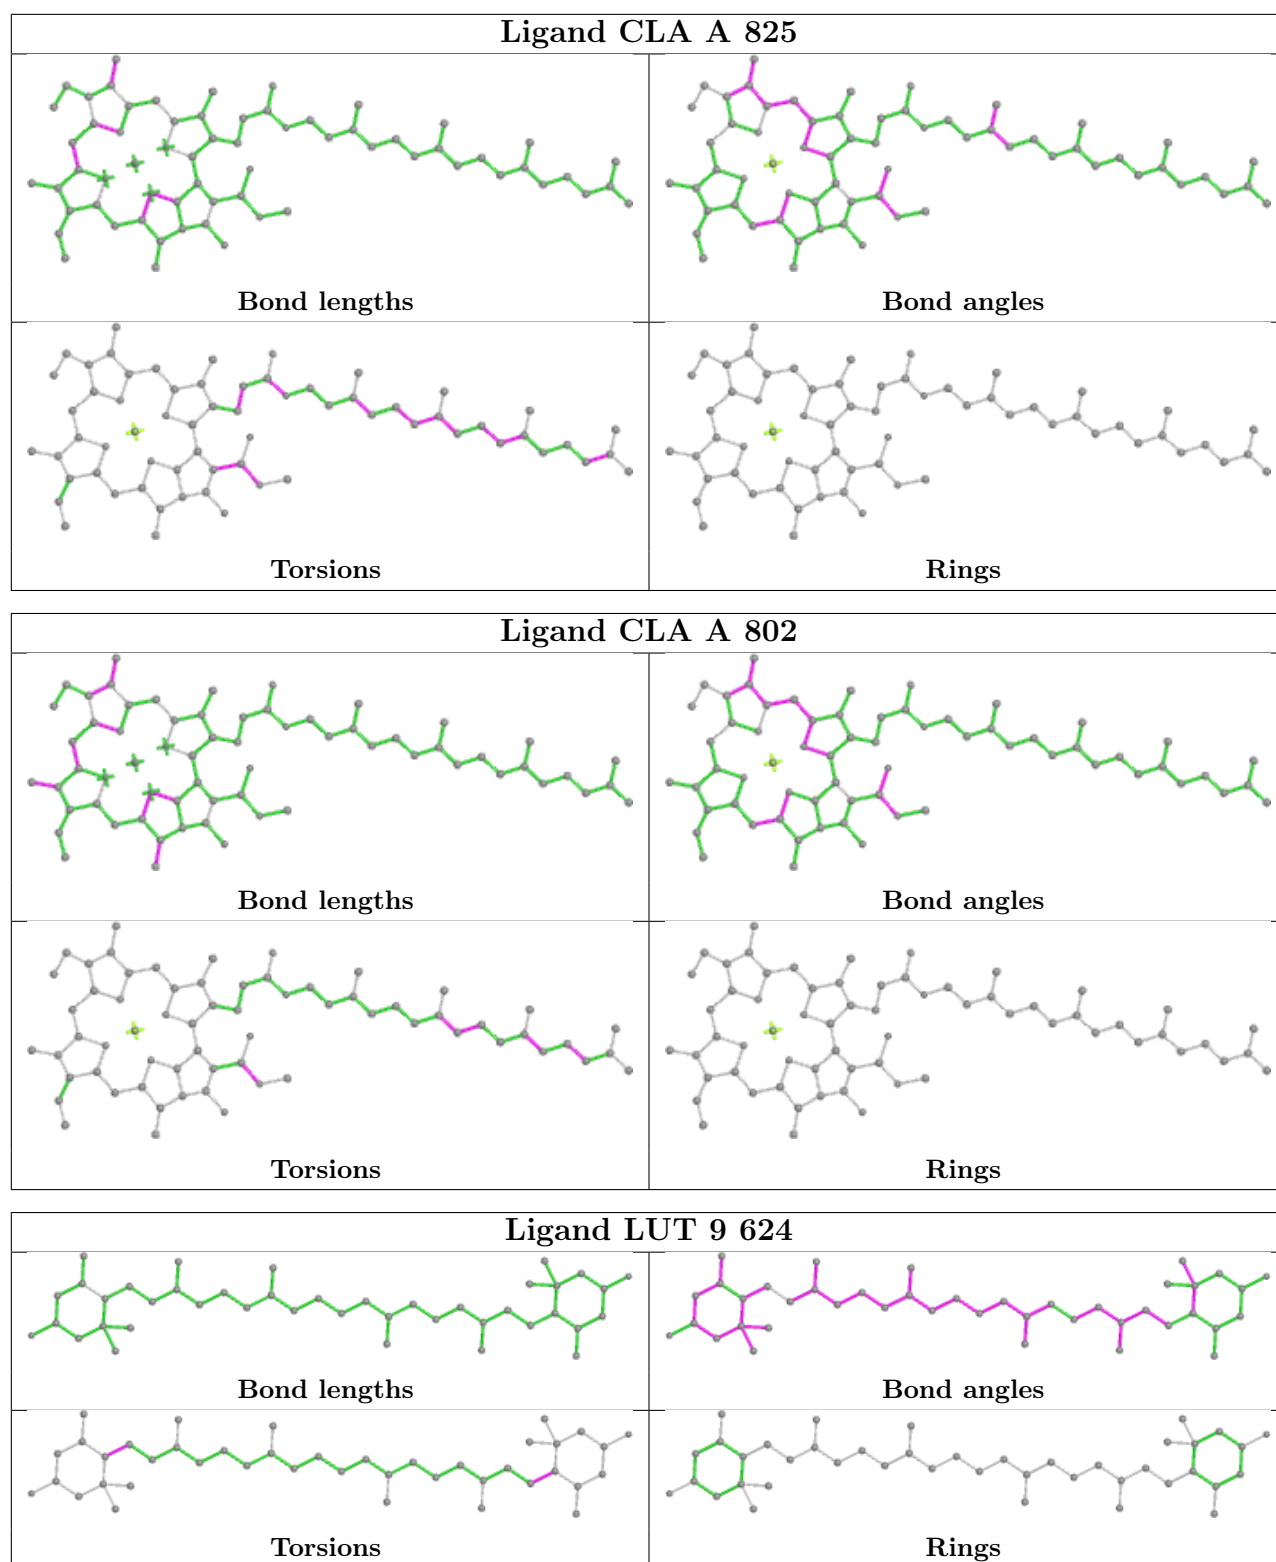 Ligand CLA A 825
Bond lengths
Bond angles
Torsions
Rings
Ligand CLA A 802
Bond lengths
Bond angles
Torsions
Rings
Ligand LUT 9 624
Bond lengths
Bond angles
Torsions
Rings